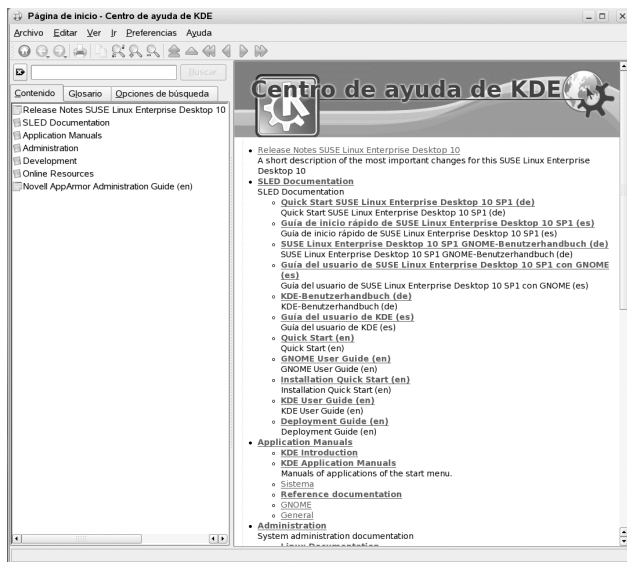 Página de inicio - Centro de ayuda de KDE
Archivo Editar Ver Ir Preferencias Ayuda
Buscar
Contenido Glosario Opciones de búsqueda
Release Notes SUSE Linux Enterprise Desktop 10
SLED Documentation
Application Manuals
Administration
Development
Online Resources
Novell AppArmor Administration Guide (en)
Centro de ayuda de KDE
Release Notes SUSE Linux Enterprise Desktop 10
A short description of the most important changes for this SUSE Linux Enterprise
Desktop 10
SLED Documentation
SLED Documentation
Quick Start SUSE Linux Enterprise Desktop 10 SP1 (de)
Quick Start SUSE Linux Enterprise Desktop 10 SP1 (de)
Guía de inicio rápido de SUSE Linux Enterprise Desktop 10 SP1 (es)
Guía de inicio rápido de SUSE Linux Enterprise Desktop 10 SP1 (es)
SUSE Linux Enterprise Desktop 10 SP1 GNOME-Benutzerhandbuch (de)
SUSE Linux Enterprise Desktop 10 SP1 GNOME-Benutzerhandbuch (de)
Guía del usuario de SUSE Linux Enterprise Desktop 10 SP1 con GNOME
(es)
Guía del usuario de SUSE Linux Enterprise Desktop 10 SP1 con GNOME (es)
KDE-Benutzerhandbuch (de)
KDE-Benutzerhandbuch (de)
Guía del usuario de KDE (es)
Guía del usuario de KDE (es)
Quick Start (en)
Quick Start (en)
GNOME User Guide (en)
GNOME User Guide (en)
Installation Quick Start (en)
Installation Quick Start (en)
KDE User Guide (en)
KDE User Guide (en)
Deployment Guide (en)
Deployment Guide (en)
Application Manuals
KDE Introduction
KDE Application Manuals
Manuals of applications of the start menu.
Sistema
Reference documentation
GNOME
General
Administration
System administration documentation
Linux Documentation